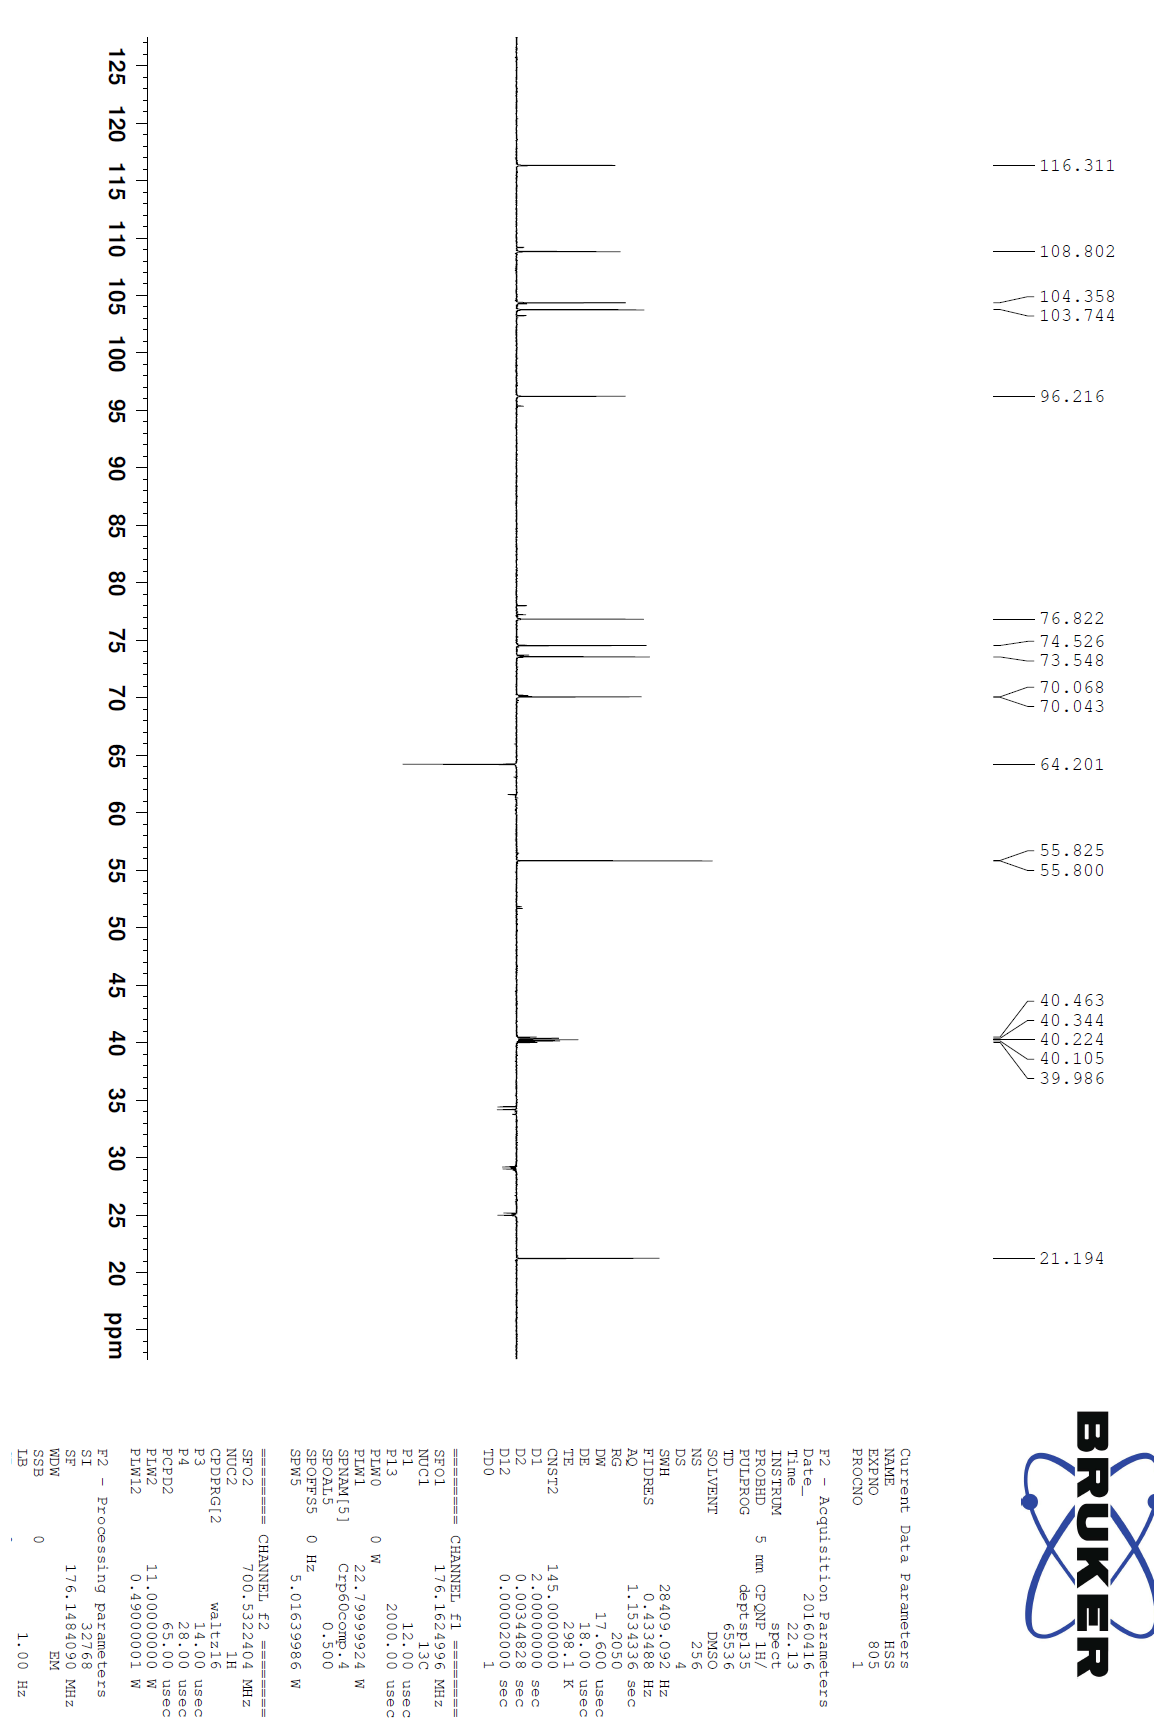 116.311
108.802
104.358
103.744
96.216
76.822
74.526
73.548
70.068
70.043
64.201
55.825
55.800
40.463
40.344
40.224
40.105
39.986
21.194
125 120 115 110 105 100 95 90 85 80 75 70 65 60 55 50 45 40 35 30 25 20 ppm
BRUKER
Current Data Parameters
NAME HSS
EXPNO 805
PROCNO 1
F2 - Acquisition Parameters
Date_ 20160416
Time 22.13
INSTRUM spect
PROBHD 5 mm CPQNP 1H/
PULPROG deptsp135
TD 65536
SOLVENT DMSO
NS 256
DS 4
SWH 28409.092 Hz
FIDRES 0.433488 Hz
AQ 1.1534336 sec
RG 2050
DW 17.600 usec
DE 18.00 usec
TE 298.1 K
CNST2 145.0000000
D1 2.00000000 sec
D2 0.00344828 sec
D12 0.00002000 sec
TD0 1
======== CHANNEL f1 ========
SFO1 176.1624996 MHz
NUC1 13C
P1 12.00 usec
P13 2000.00 usec
PLW0 0 W
PLW1 22.79999924 W
SPNAM[5] Crp60comp.4
SPOAL5 0.500
SPOFFS5 0 Hz
SPW5 5.01639986 W
======== CHANNEL f2 ========
SFO2 700.5322404 MHz
NUC2 1H
CPDPRG[2 waltz16
P3 14.00 usec
P4 28.00 usec
PCPD2 65.00 usec
PLW2 11.00000000 W
PLW12 0.49000001 W
F2 - Processing parameters
SI 32768
SF 176.1484090 MHz
WDW EM
SSB 0
LB 1.00 Hz